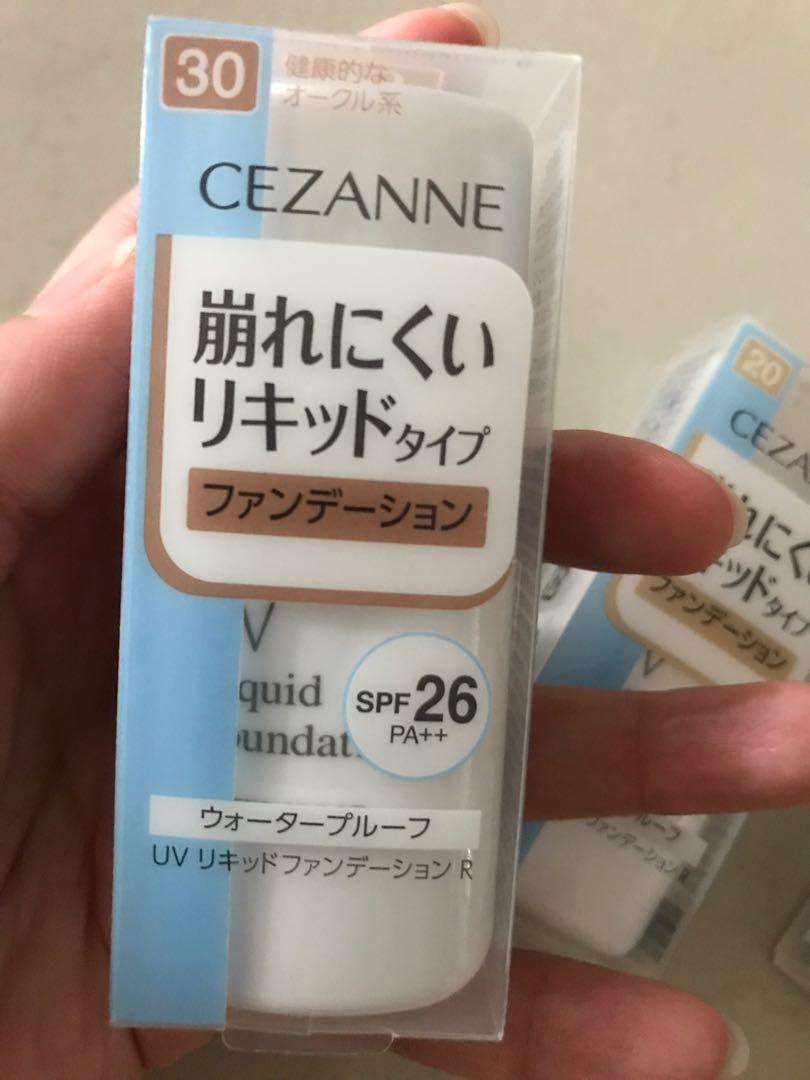 30
健康的な
オークル系
CEZANNE
崩れにくい
リキッドタイプ
ファンデーション
SPF 26
PA++
ウォータープルーフ
UV リキッドファンデーション R
20
ファンデーション